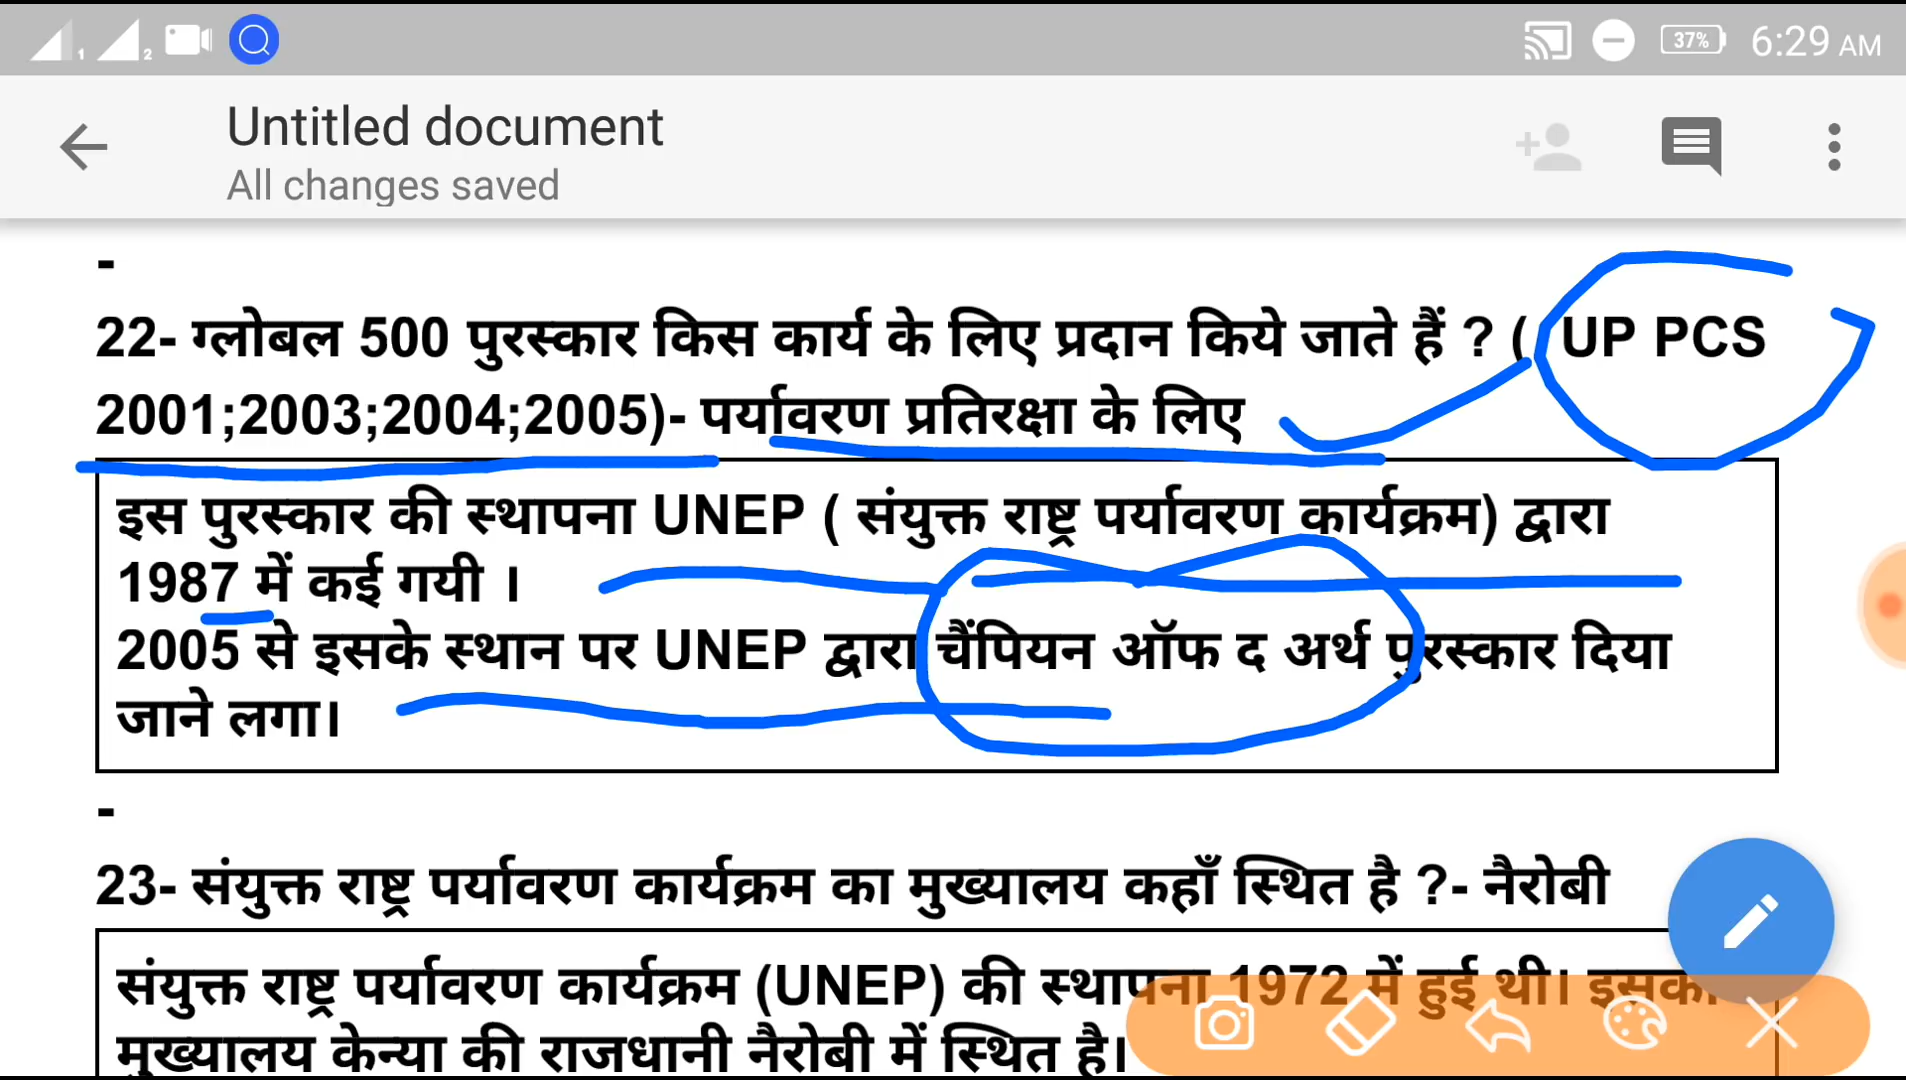 1 2 37% 6:29 AM
Untitled document
All changes saved
-
22- ग्लोबल 500 पुरस्कार किस कार्य के लिए प्रदान किये जाते हैं ? ( UP PCS
2001;2003;2004;2005)- पर्यावरण प्रतिरक्षा के लिए
इस पुरस्कार की स्थापना UNEP ( संयुक्त राष्ट्र पर्यावरण कार्यक्रम) द्वारा
1987 में कई गयी ।
2005 से इसके स्थान पर UNEP द्वारा चैंपियन ऑफ द अर्थ पुरस्कार दिया
जाने लगा।
-
23- संयुक्त राष्ट्र पर्यावरण कार्यक्रम का मुख्यालय कहाँ स्थित है ?- नैरोबी
संयुक्त राष्ट्र पर्यावरण कार्यक्रम (UNEP) की स्थापना 1972 में हुई थी। इसका
मुख्यालय केन्या की राजधानी नैरोबी में स्थित है।